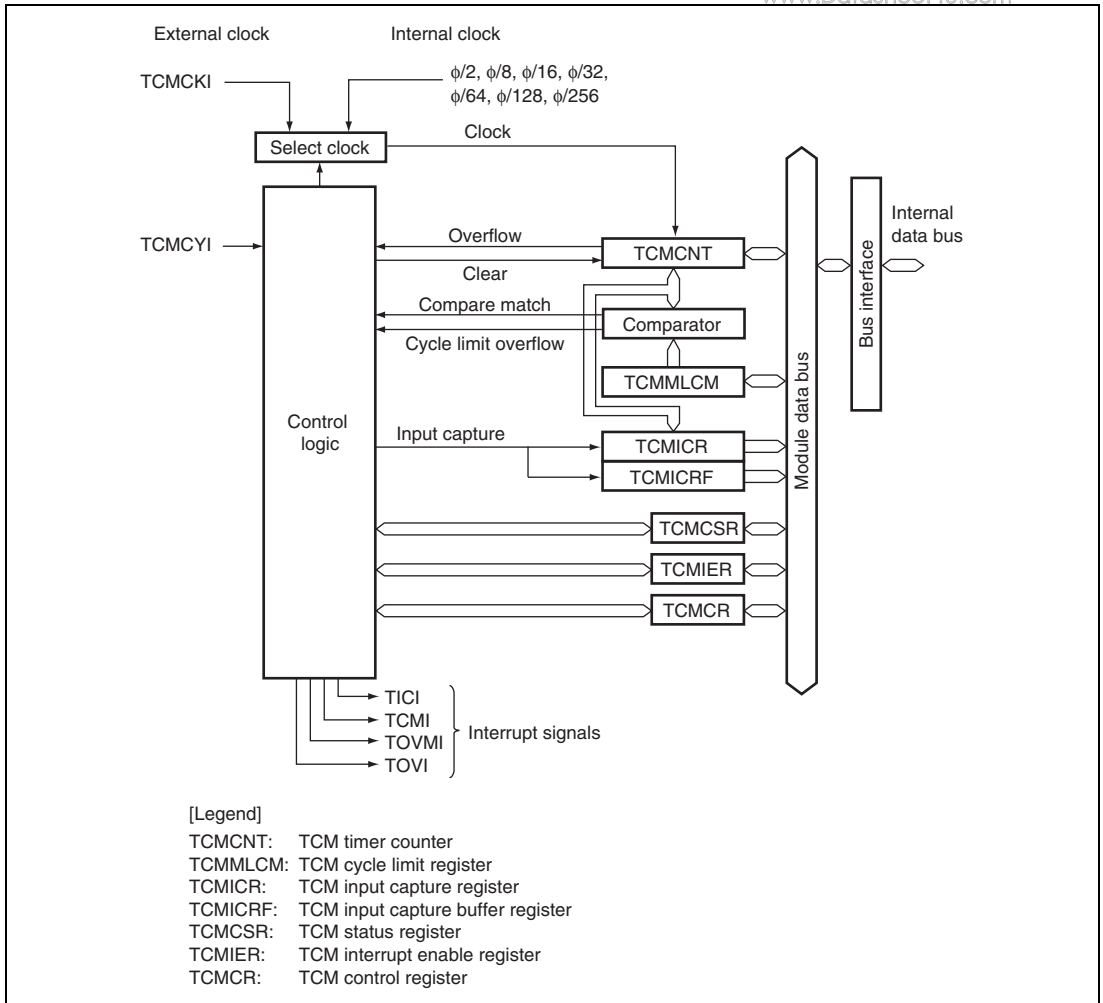 External clock
Internal clock
TCMCKI
ϕ/2, ϕ/8, ϕ/16, ϕ/32,
ϕ/64, ϕ/128, ϕ/256
Clock
Select clock
TCMCYI
Overflow
TCMCNT
Clear
Compare match
Comparator
Cycle limit overflow
TCMMLCM
Control
logic
Input capture
TCMICR
TCMICRF
TCMCSR
TCMIER
TCMCR
Module data bus
Bus interface
Internal
data bus
TICI
TCMI
TOVMI
TOVI
Interrupt signals
[Legend]
TCMCNT: TCM timer counter
TCMMLCM: TCM cycle limit register
TCMICR: TCM input capture register
TCMICRF: TCM input capture buffer register
TCMCSR: TCM status register
TCMIER: TCM interrupt enable register
TCMCR: TCM control register